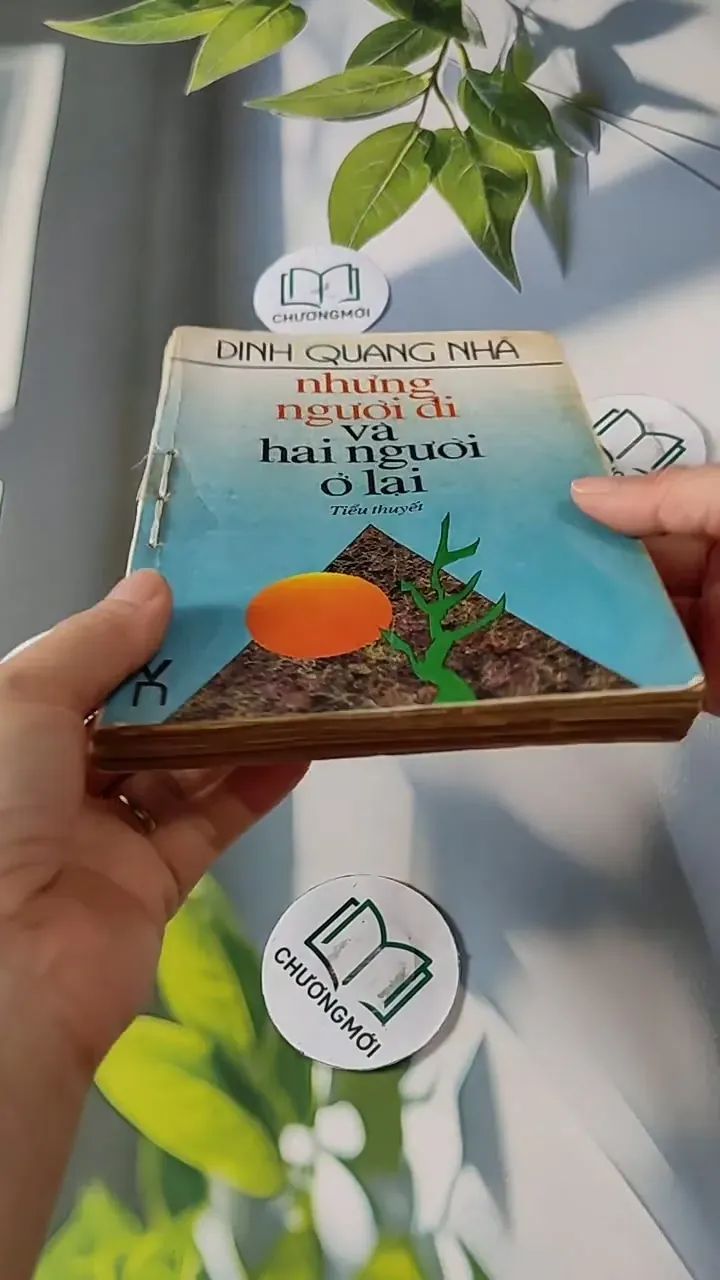 CHƯƠNGMỚI
ĐINH QUANG NHÃ
những
người đi
và
hai người
ở lại
Tiểu thuyết
CHƯƠNGMỚI